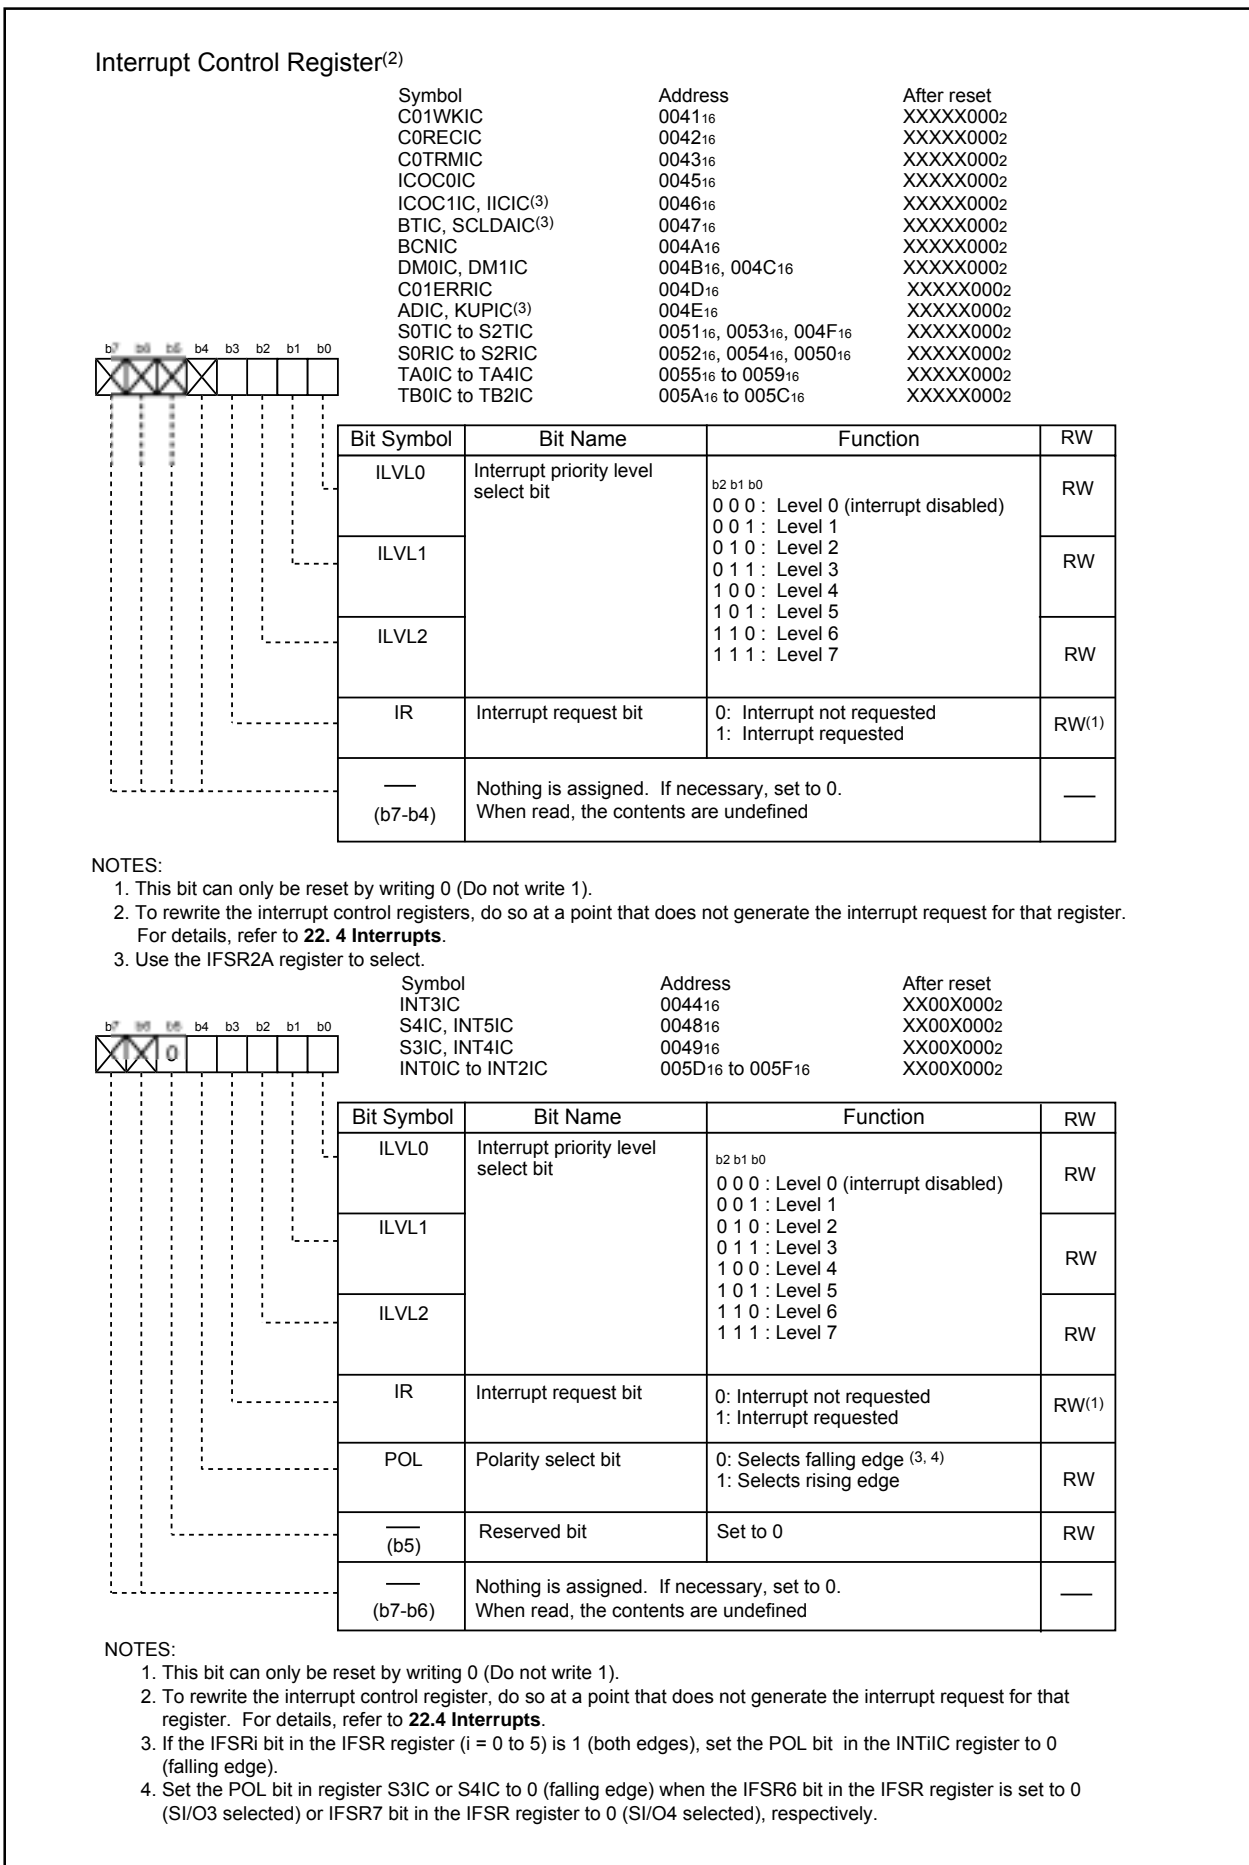 Interrupt Control Register(2)
Symbol Address After reset
C01WKIC 004116 XXXXX0002
C0RECIC 004216 XXXXX0002
C0TRMIC 004316 XXXXX0002
ICOC0IC 004516 XXXXX0002
ICOC1IC, IICIC(3) 004616 XXXXX0002
BTIC, SCLDAIC(3) 004716 XXXXX0002
BCNIC 004A16 XXXXX0002
DM0IC, DM1IC 004B16, 004C16 XXXXX0002
C01ERRIC 004D16 XXXXX0002
ADIC, KUPIC(3) 004E16 XXXXX0002
S0TIC to S2TIC 005116, 005316, 004F16 XXXXX0002
S0RIC to S2RIC 005216, 005416, 005016 XXXXX0002
TA0IC to TA4IC 005516 to 005916 XXXXX0002
TB0IC to TB2IC 005A16 to 005C16 XXXXX0002
b7 b6 b5 b4 b3 b2 b1 b0
Bit Symbol Bit Name Function RW
ILVL0 Interrupt priority level
select bit
b2 b1 b0
0 0 0 : Level 0 (interrupt disabled) RW
0 0 1 : Level 1
ILVL1 0 1 0 : Level 2
0 1 1 : Level 3 RW
1 0 0 : Level 4
1 0 1 : Level 5
ILVL2 1 1 0 : Level 6
1 1 1 : Level 7 RW
IR Interrupt request bit 0: Interrupt not requested
1: Interrupt requested RW(1)
(b7-b4) Nothing is assigned. If necessary, set to 0.
When read, the contents are undefined
NOTES:
1. This bit can only be reset by writing 0 (Do not write 1).
2. To rewrite the interrupt control registers, do so at a point that does not generate the interrupt request for that register.
For details, refer to 22. 4 Interrupts.
3. Use the IFSR2A register to select.
Symbol Address After reset
INT3IC 004416 XX00X0002
S4IC, INT5IC 004816 XX00X0002
S3IC, INT4IC 004916 XX00X0002
INT0IC to INT2IC 005D16 to 005F16 XX00X0002
b7 b6 b5 b4 b3 b2 b1 b0
0
Bit Symbol Bit Name Function RW
ILVL0 Interrupt priority level
select bit
b2 b1 b0
0 0 0 : Level 0 (interrupt disabled) RW
0 0 1 : Level 1
ILVL1 0 1 0 : Level 2
0 1 1 : Level 3
1 0 0 : Level 4 RW
1 0 1 : Level 5
ILVL2 1 1 0 : Level 6
1 1 1 : Level 7 RW
IR Interrupt request bit 0: Interrupt not requested
1: Interrupt requested RW(1)
POL Polarity select bit 0: Selects falling edge (3, 4)
1: Selects rising edge RW
(b5) Reserved bit Set to 0 RW
(b7-b6) Nothing is assigned. If necessary, set to 0.
When read, the contents are undefined
NOTES:
1. This bit can only be reset by writing 0 (Do not write 1).
2. To rewrite the interrupt control register, do so at a point that does not generate the interrupt request for that
register. For details, refer to 22.4 Interrupts.
3. If the IFSRi bit in the IFSR register (i = 0 to 5) is 1 (both edges), set the POL bit in the INTiIC register to 0
(falling edge).
4. Set the POL bit in register S3IC or S4IC to 0 (falling edge) when the IFSR6 bit in the IFSR register is set to 0
(SI/O3 selected) or IFSR7 bit in the IFSR register to 0 (SI/O4 selected), respectively.